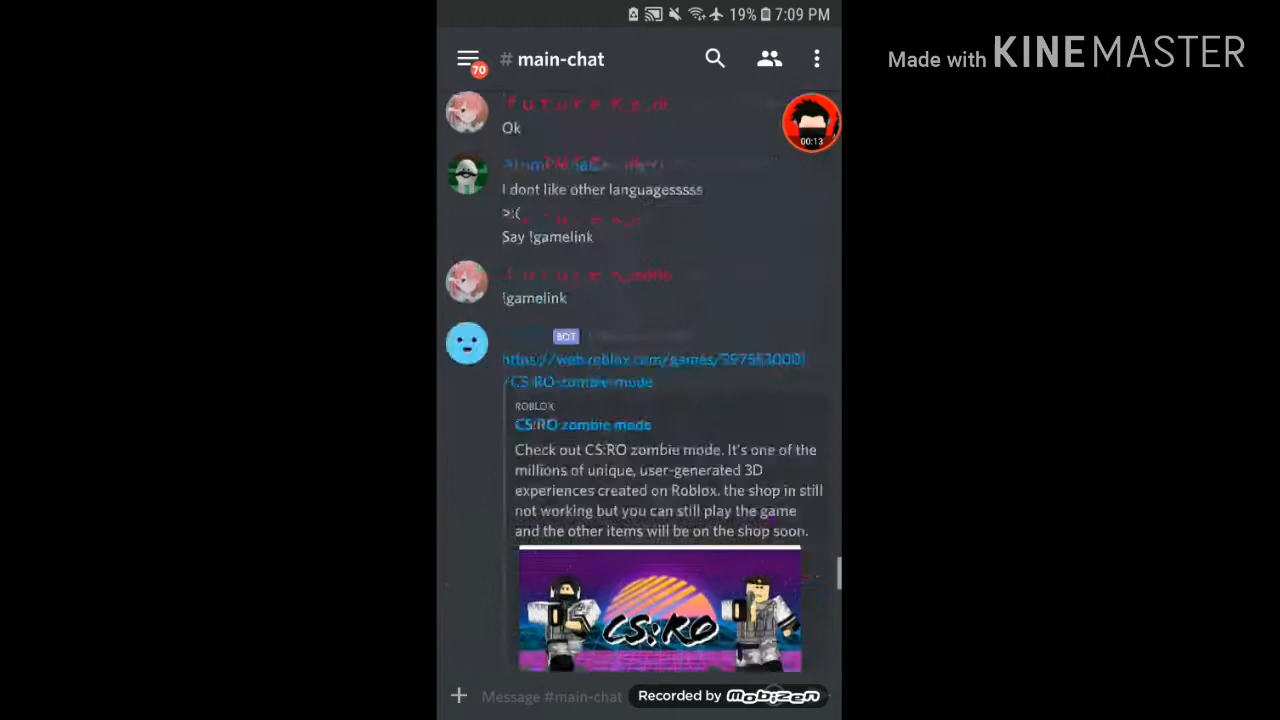 19% 7:09 PM
Made with KINEMASTER
# main-chat
70
00:13
Ok
I dont like other languagesssss
>:(
Say !gamelink
!gamelink
BOT
https://web.roblox.com/games/
/CS-RO-zombie-mode
ROBLOX
CS:RO zombie mode
Check out CS:RO zombie mode. It's one of the
millions of unique, user-generated 3D
experiences created on Roblox. the shop in still
not working but you can still play the game
and the other items will be on the shop soon.
CS:RO
Message #main-chat
Recorded by Mobizen